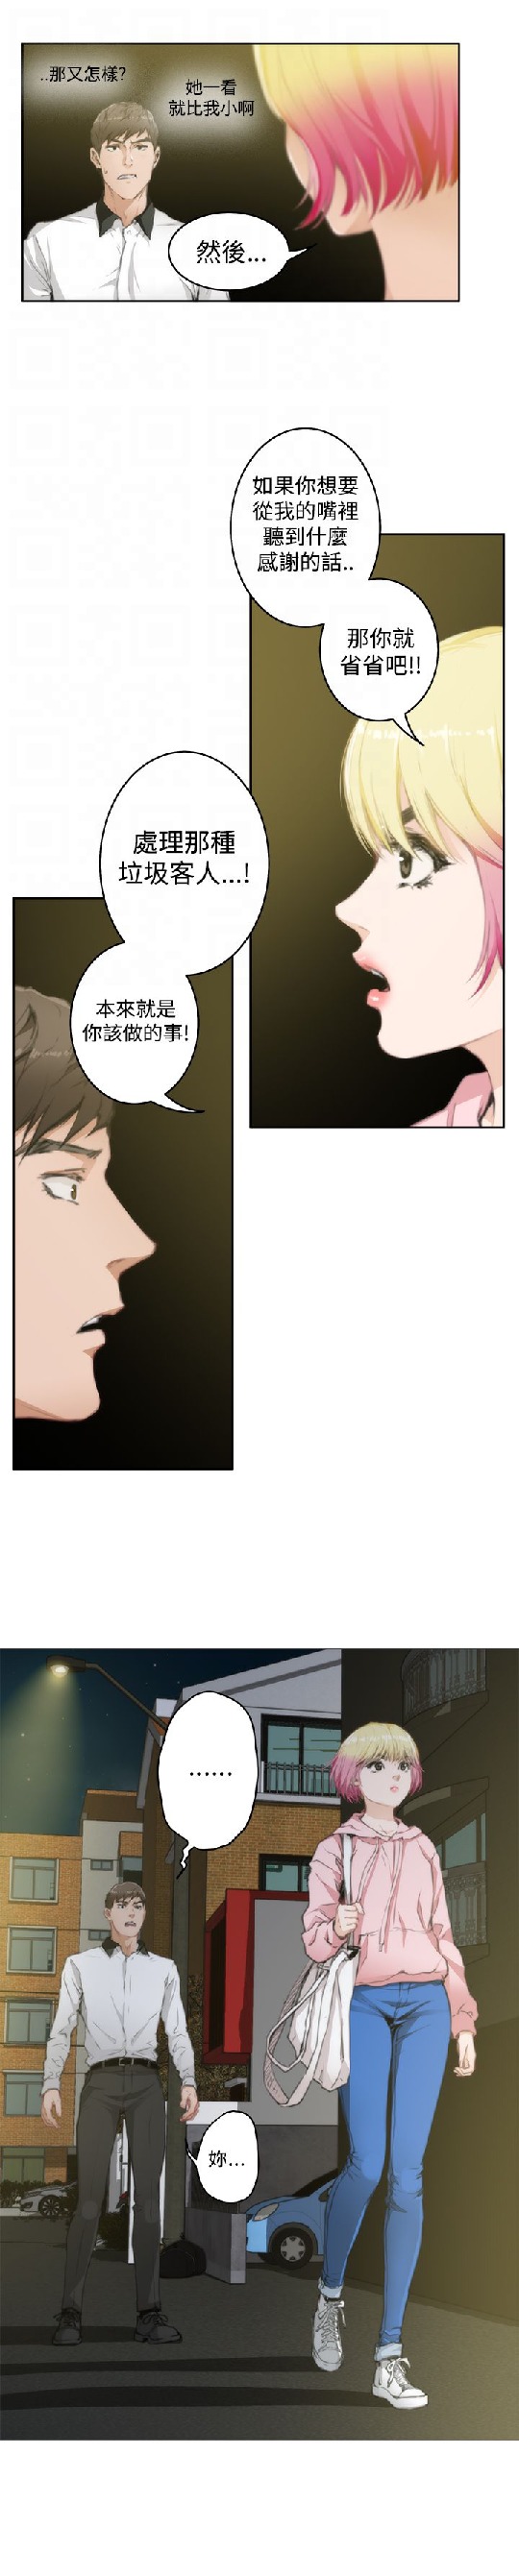 ..那又怎樣?
她一看
就比我小啊
然後...
如果你想要
從我的嘴裡
聽到什麼
感謝的話..
那你就
省省吧!!
處理那種
垃圾客人...!
本來就是
你該做的事!
......
妳...